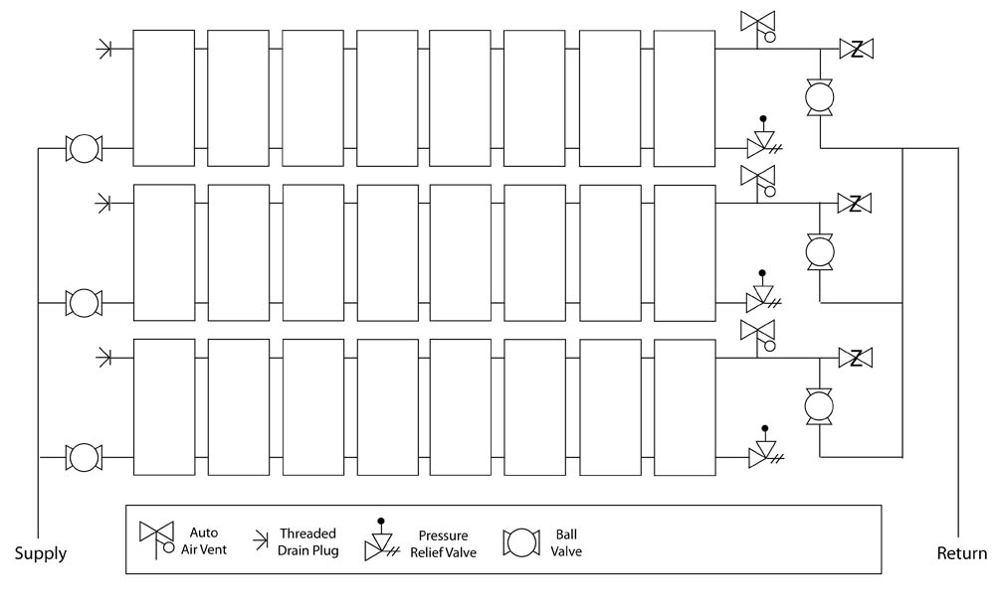 Z
Z
Z
Supply
Return
Auto
Air Vent
Threaded
Drain Plug
Pressure
Relief Valve
Ball
Valve